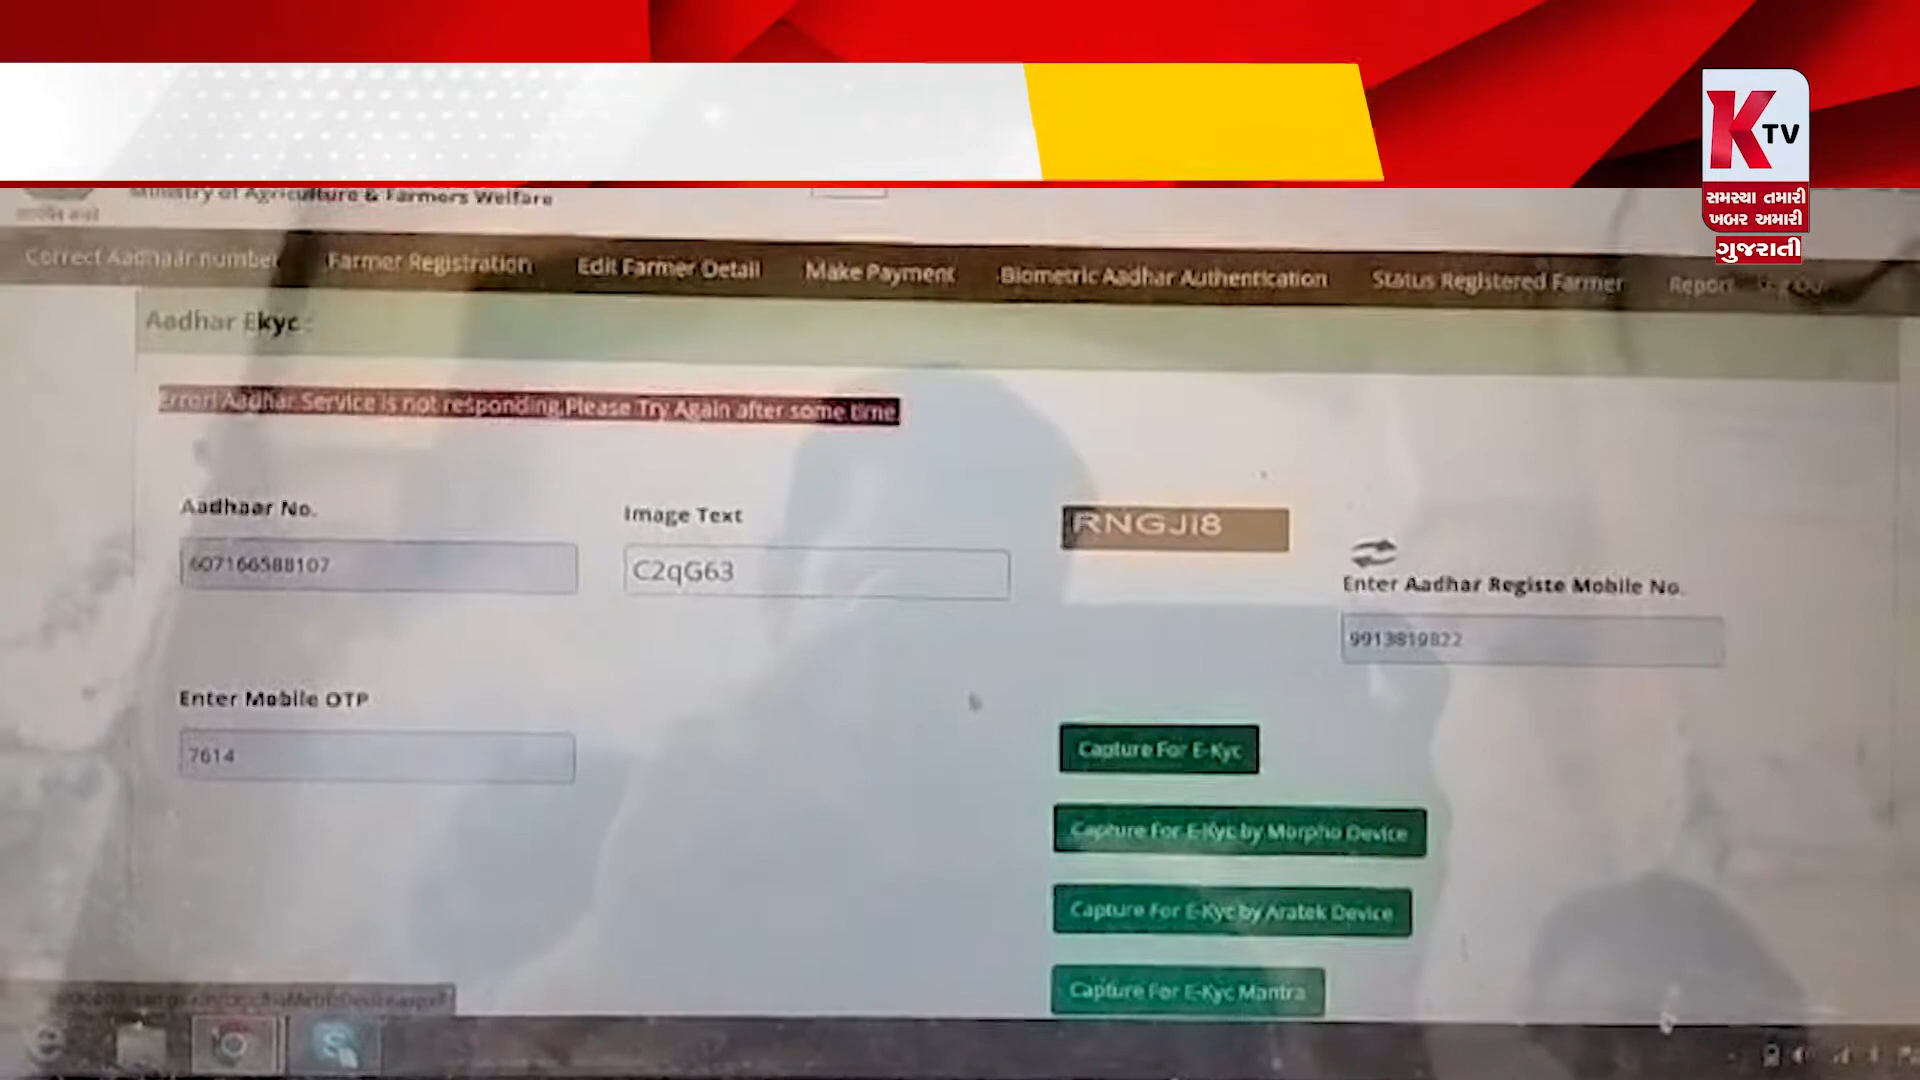 K TV
સમસ્યા તમારી
ખબર અમારી
ગુજરાતી
Ministry of Agriculture & Farmers Welfare
Correct Aadhaar number Farmer Registration Edit Farmer Detail Make Payment Biometric Aadhar Authentication Status Registered Farmer Report
Aadhar Ekyc :
Error! Aadhar Service is not responding.Please Try Again after some time.
Aadhaar No.
Image Text
RNGJi8
607166588107
C2qG63
Enter Aadhar Registe Mobile No.
9913819822
Enter Mobile OTP
7614
Capture For E-Kyc
Capture For E-Kyc by Morpho Device
Capture For E-Kyc by Aratek Device
Capture For E-Kyc Mantra